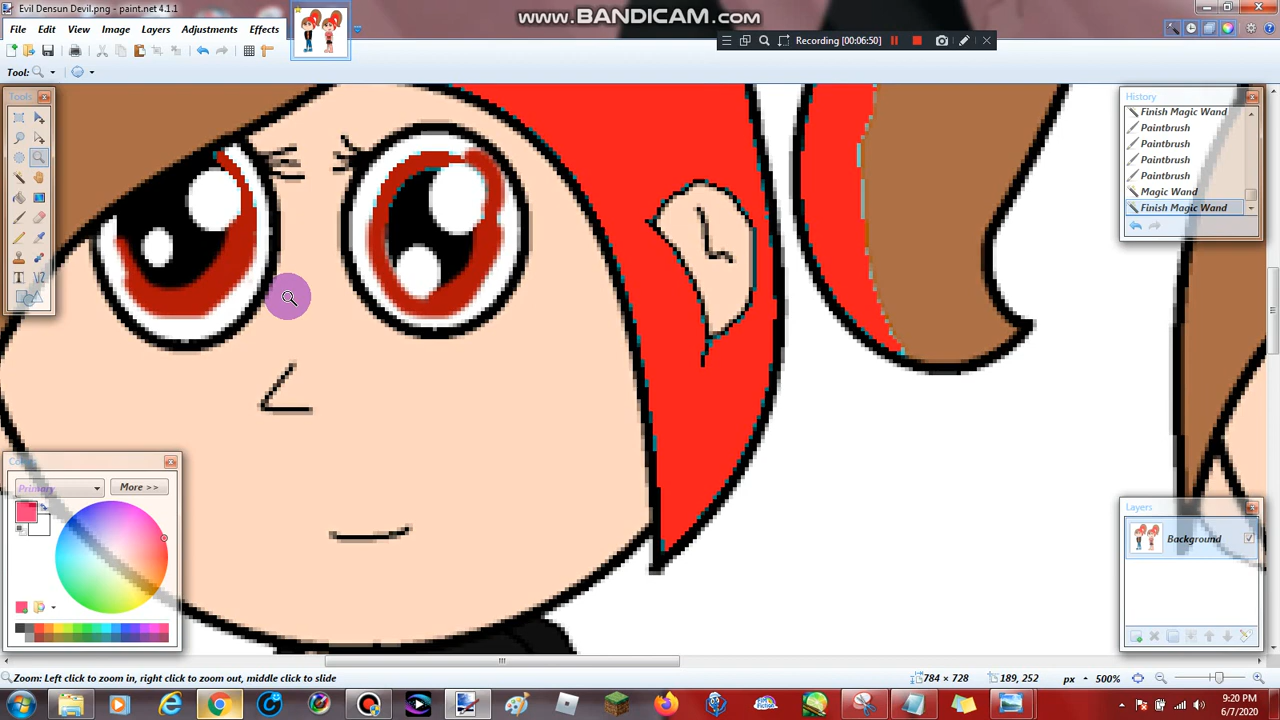 Evil Densun Devil.png - paint.net 4.1.1
www.BANDICAM.com
File Edit View Image Layers Adjustments Effects
Recording [00:06:50]
Tool:
Tools
History
Finish Magic Wand
Paintbrush
Paintbrush
Paintbrush
Paintbrush
Magic Wand
Finish Magic Wand
Primary
More >>
Layers
Background
Zoom: Left click to zoom in, right click to zoom out, middle click to slide
189, 252
784 × 728
px
500%
9:20 PM
6/7/2020